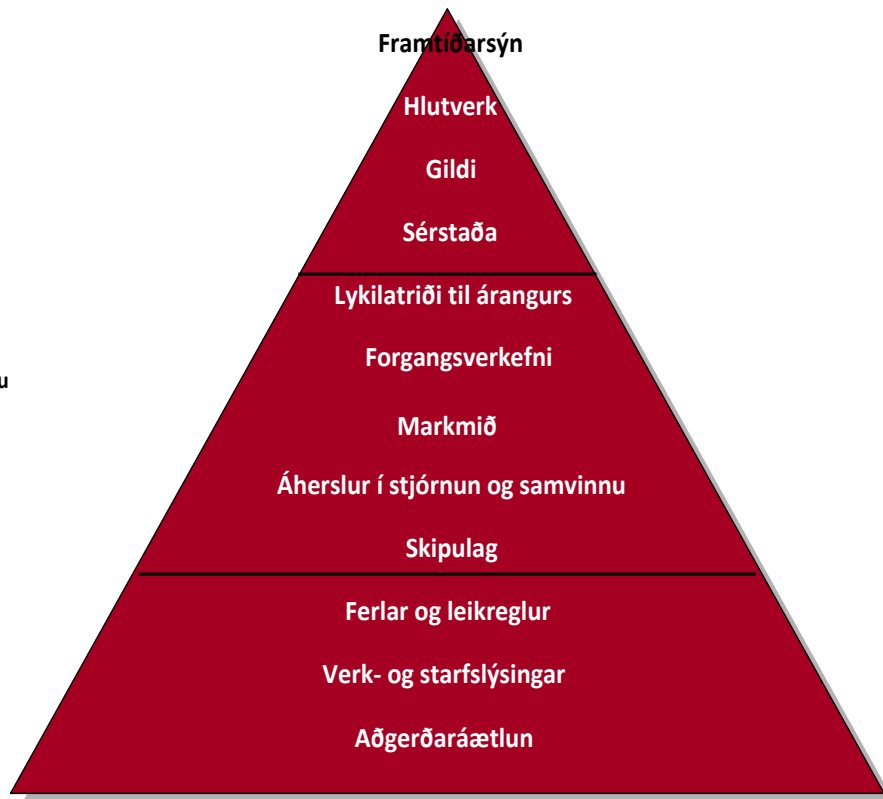 Framtíðarsýn
Hlutverk
Gildi
Sérstaða
Lykilatriði til árangurs
Forgangsverkefni
u
Markmið
Áherslur í stjórnun og samvinnu
Skipulag
Ferlar og leikreglur
Verk- og starfslýsingar
Aðgerðaráætlun